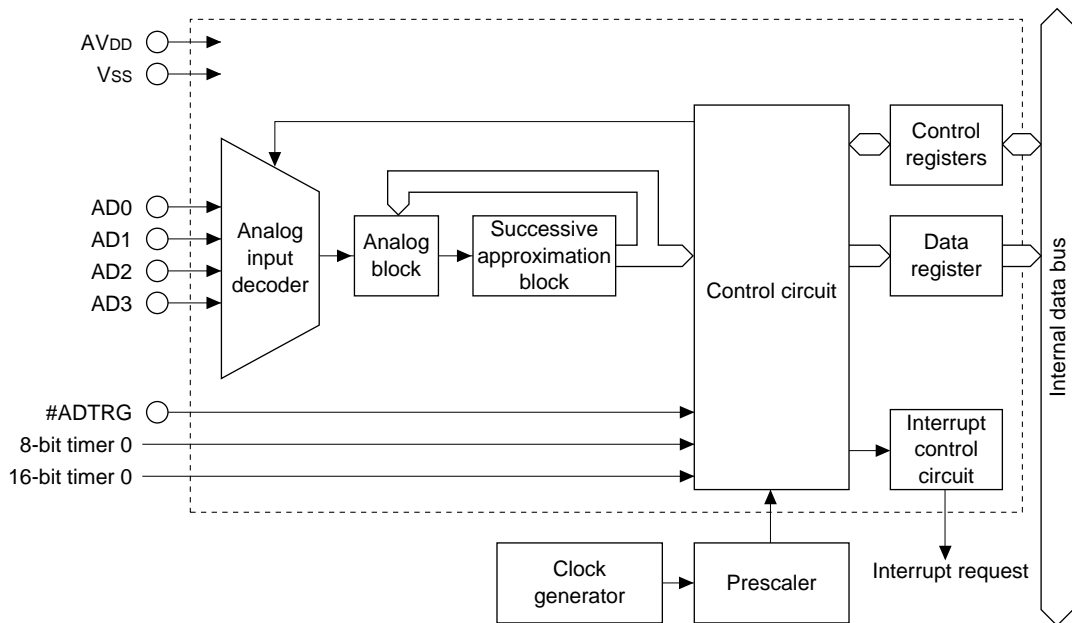 AVDD
VSS
Control
registers
AD0
AD1
AD2
AD3
Analog
input
decoder
Analog
block
Successive
approximation
block
Control circuit
Data
register
Internal data bus
#ADTRG
8-bit timer 0
16-bit timer 0
Interrupt
control
circuit
Clock
generator
Prescaler
Interrupt request